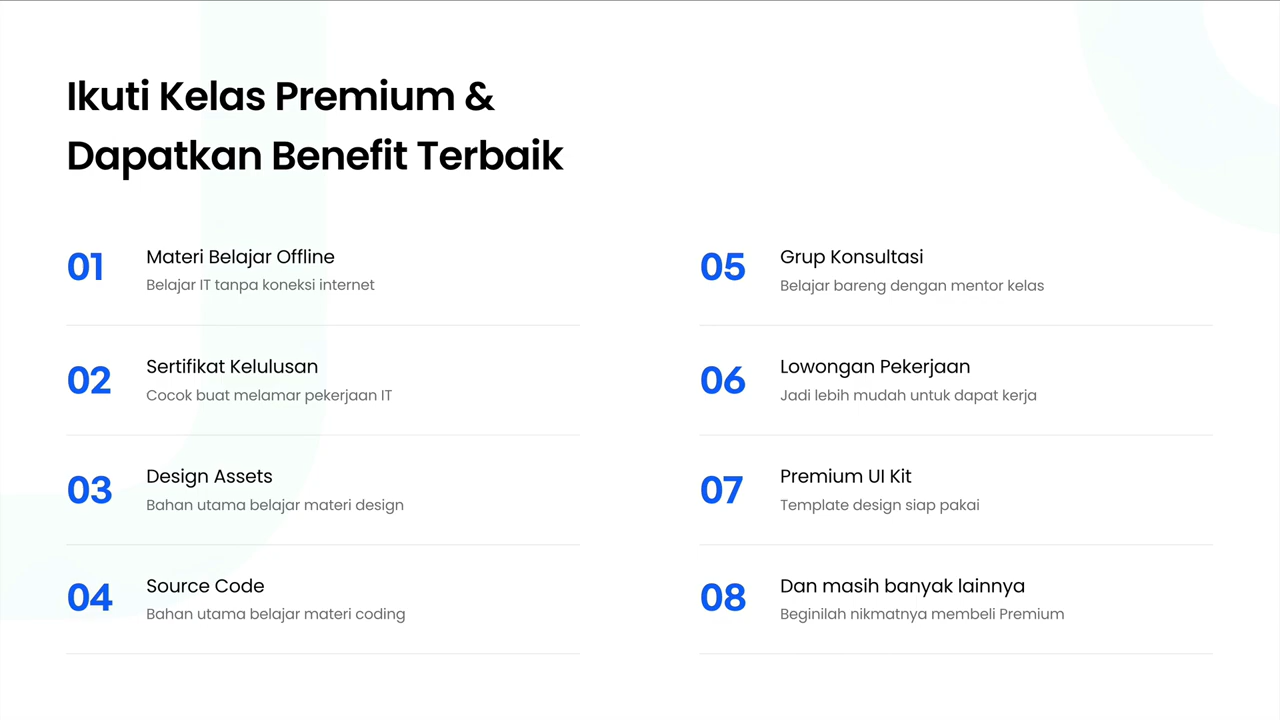 Ikuti Kelas Premium &
Dapatkan Benefit Terbaik
01
Materi Belajar Offline
Belajar IT tanpa koneksi internet
02
Sertifikat Kelulusan
Cocok buat melamar pekerjaan IT
03
Design Assets
Bahan utama belajar materi design
04
Source Code
Bahan utama belajar materi coding
05
Grup Konsultasi
Belajar bareng dengan mentor kelas
06
Lowongan Pekerjaan
Jadi lebih mudah untuk dapat kerja
07
Premium UI Kit
Template design siap pakai
08
Dan masih banyak lainnya
Beginilah nikmatnya membeli Premium